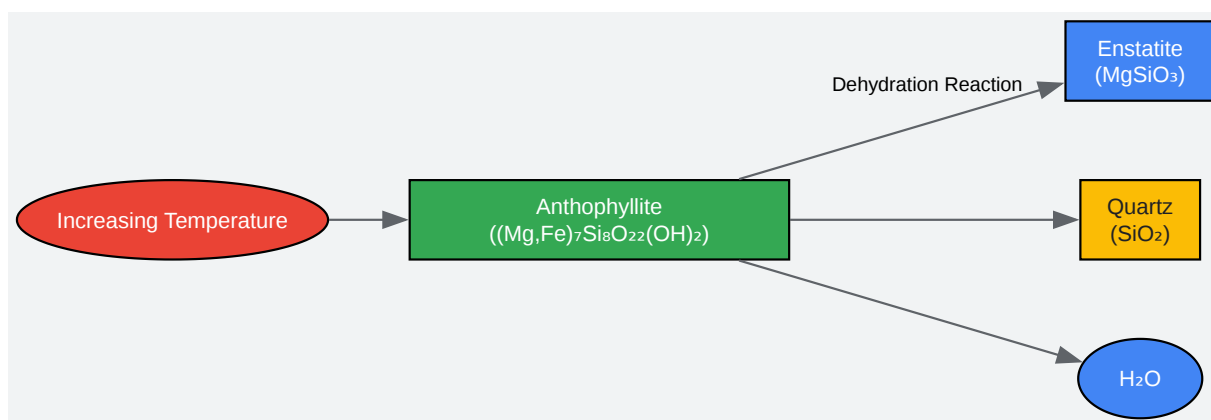 Enstatite
(MgSiO₃)
Dehydration Reaction
Increasing Temperature
Anthophyllite
((Mg,Fe)₇Si₈O₂₂(OH)₂)
Quartz
(SiO₂)
H₂O